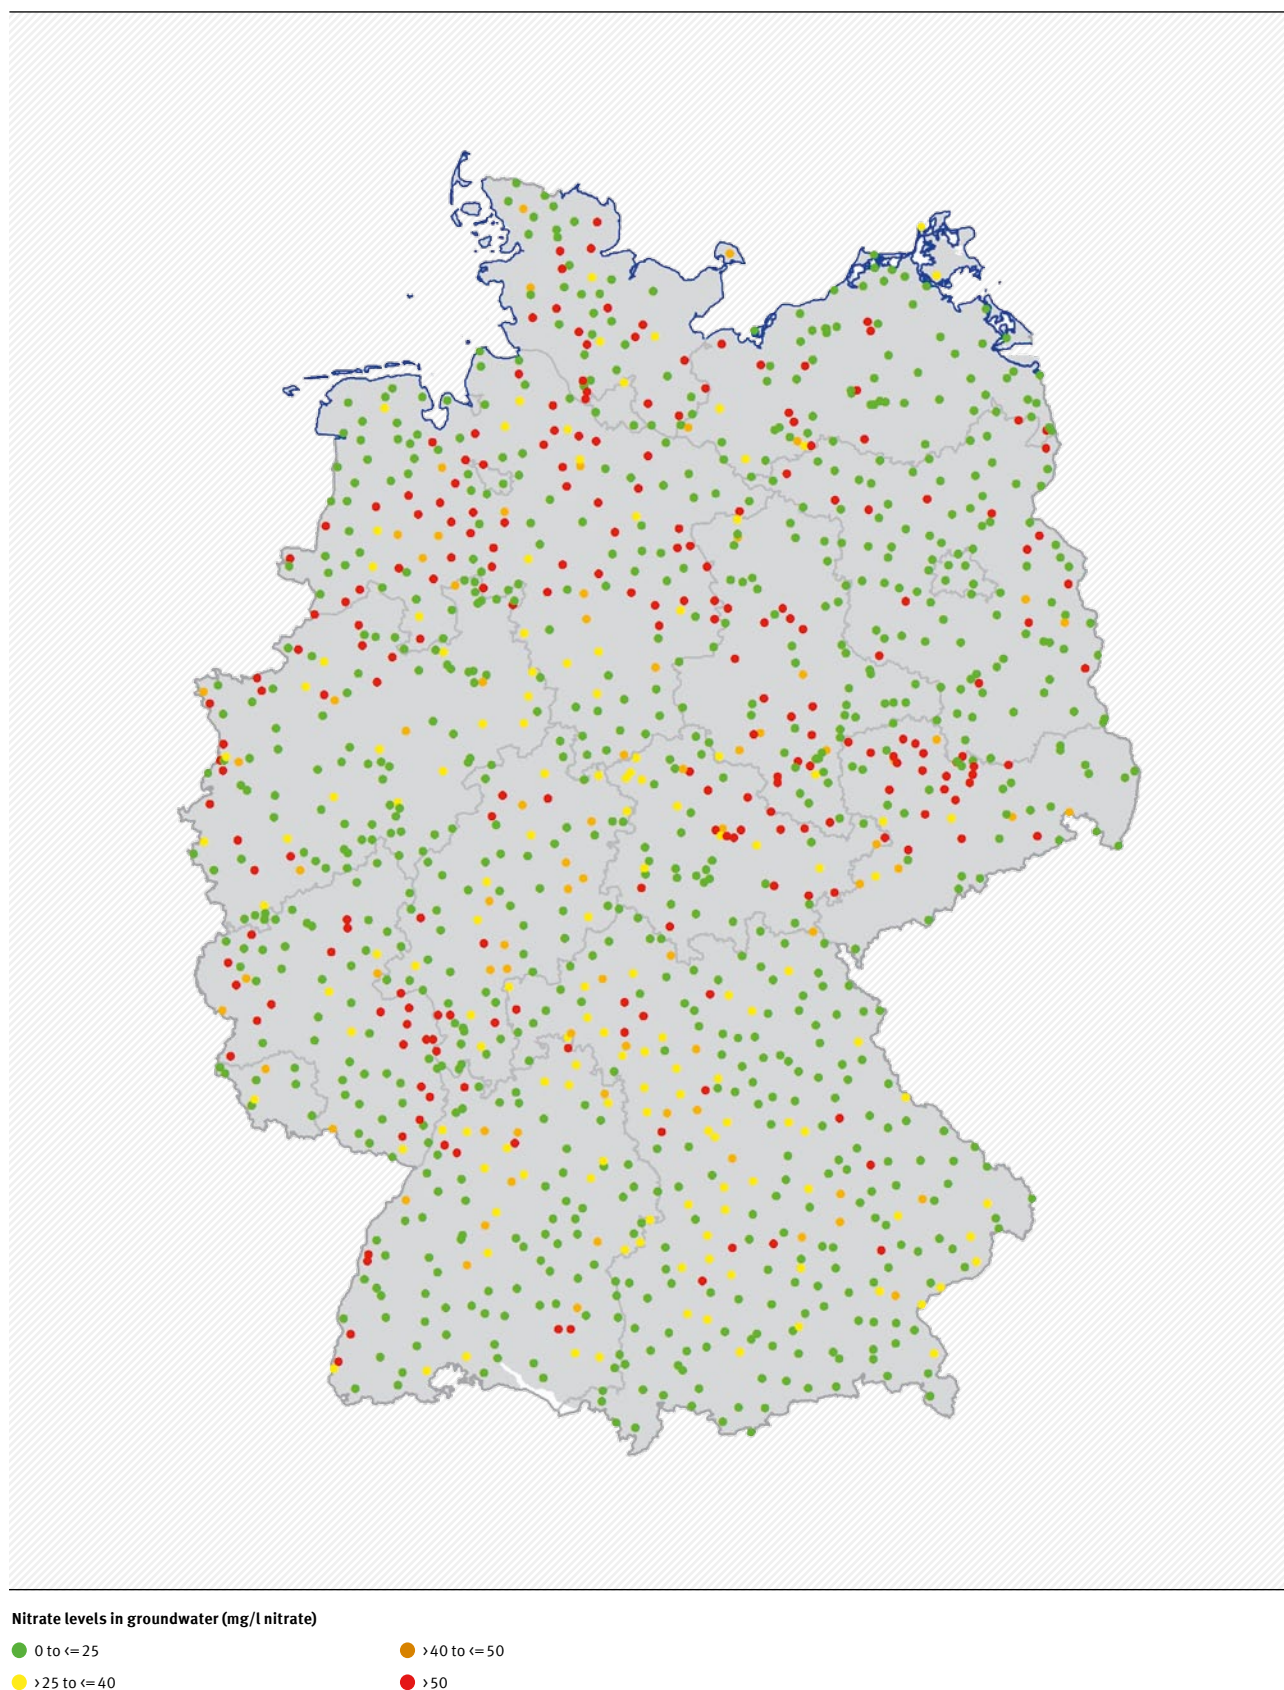 Nitrate levels in groundwater (mg/l nitrate)
0 to <= 25
>40 to <= 50
>25 to <= 40
>50